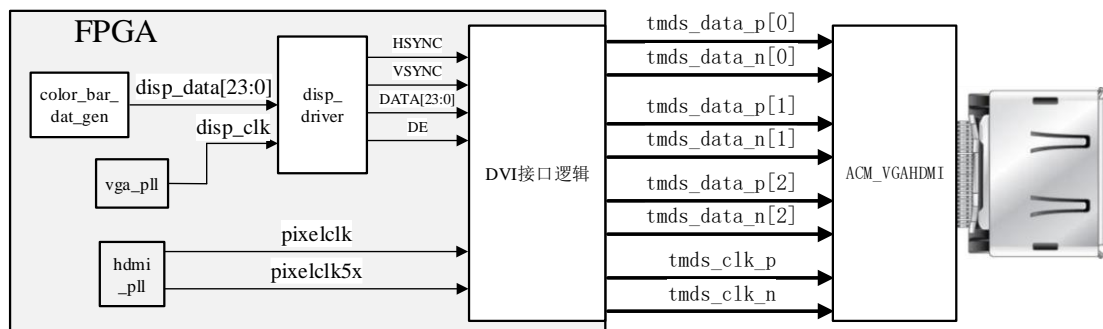 FPGA
color_bar_
dat_gen
disp_data[23:0]
disp_clk
vga_pll
disp_
driver
HSYNC
VSYNC
DATA[23:0]
DE
hdmi
_pll
pixelclk
pixelclk5x
DVI接口逻辑
tmds_data_p[0]
tmds_data_n[0]
tmds_data_p[1]
tmds_data_n[1]
tmds_data_p[2]
tmds_data_n[2]
tmds_clk_p
tmds_clk_n
ACM_VGAHDMI